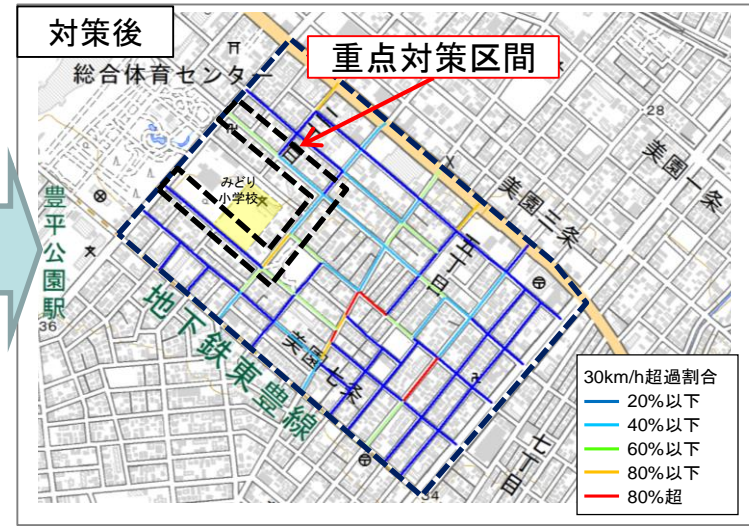 対策後
重点対策区間
総合体育センター
28
美園一条
美園三条
みどり
小学校
五丁目
豊平公園駅
36
地下鉄東豊線
美園七条
七丁目
34
30km/h超過割合
20%以下
40%以下
60%以下
80%以下
80%超